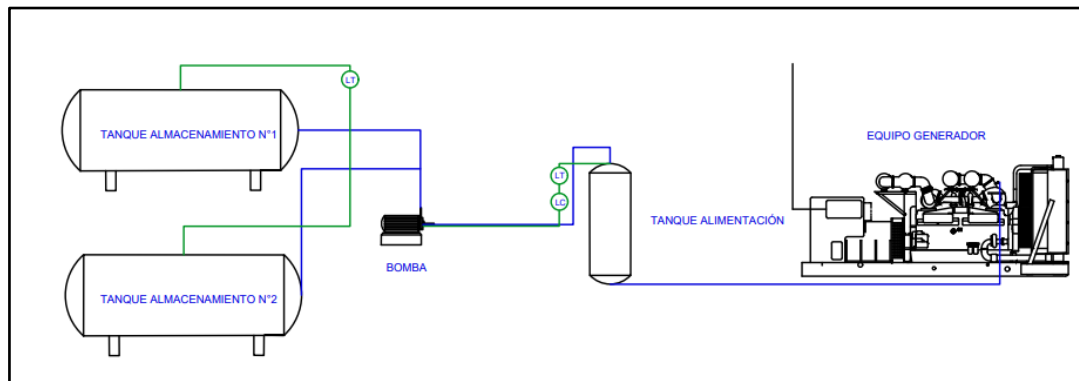 LT
TANQUE ALMACENAMIENTO N°1
EQUIPO GENERADOR
LT
LC
TANQUE ALIMENTACIÓN
BOMBA
TANQUE ALMACENAMIENTO N°2